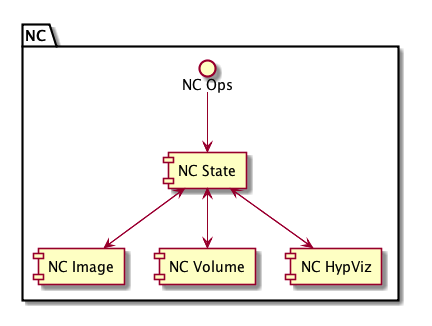 NC
NC Ops
NC State
NC Image
NC Volume
NC HypViz